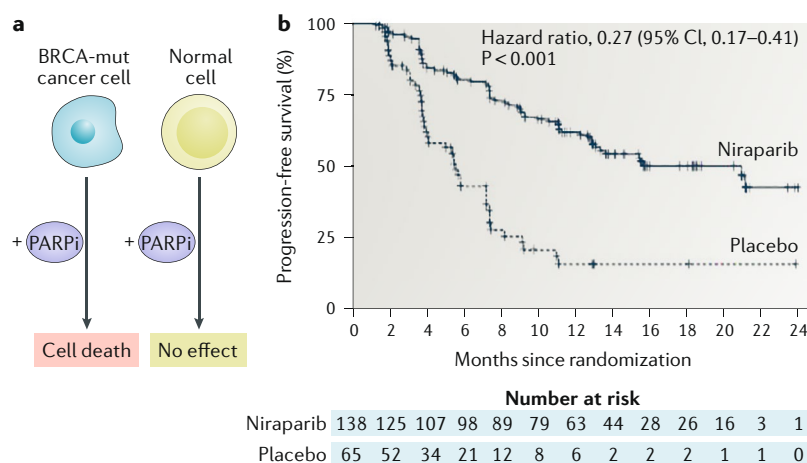 a
BRCA-mut
cancer cell
Normal
cell
+ PARPi
+ PARPi
Cell death
No effect
b
Progression-free survival (%)
100
75
50
25
0
Hazard ratio, 0.27 (95% CI, 0.17–0.41)
P < 0.001
Niraparib
Placebo
0 2 4 6 8 10 12 14 16 18 20 22 24
Months since randomization
Number at risk
Niraparib 138 125 107 98 89 79 63 44 28 26 16 3 1
Placebo 65 52 34 21 12 8 6 2 2 2 1 1 0